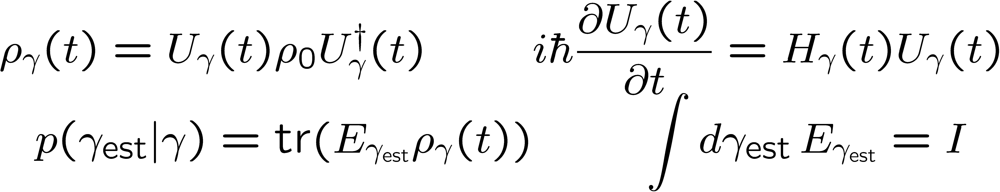 ρ_γ(t) = U_γ(t)ρ_0U_γ^†(t) iħ ∂U_γ(t)/∂t = H_γ(t)U_γ(t)
p(γ_est|γ) = tr(E_{γ_est}ρ_γ(t)) ∫ dγ_est E_{γ_est} = I